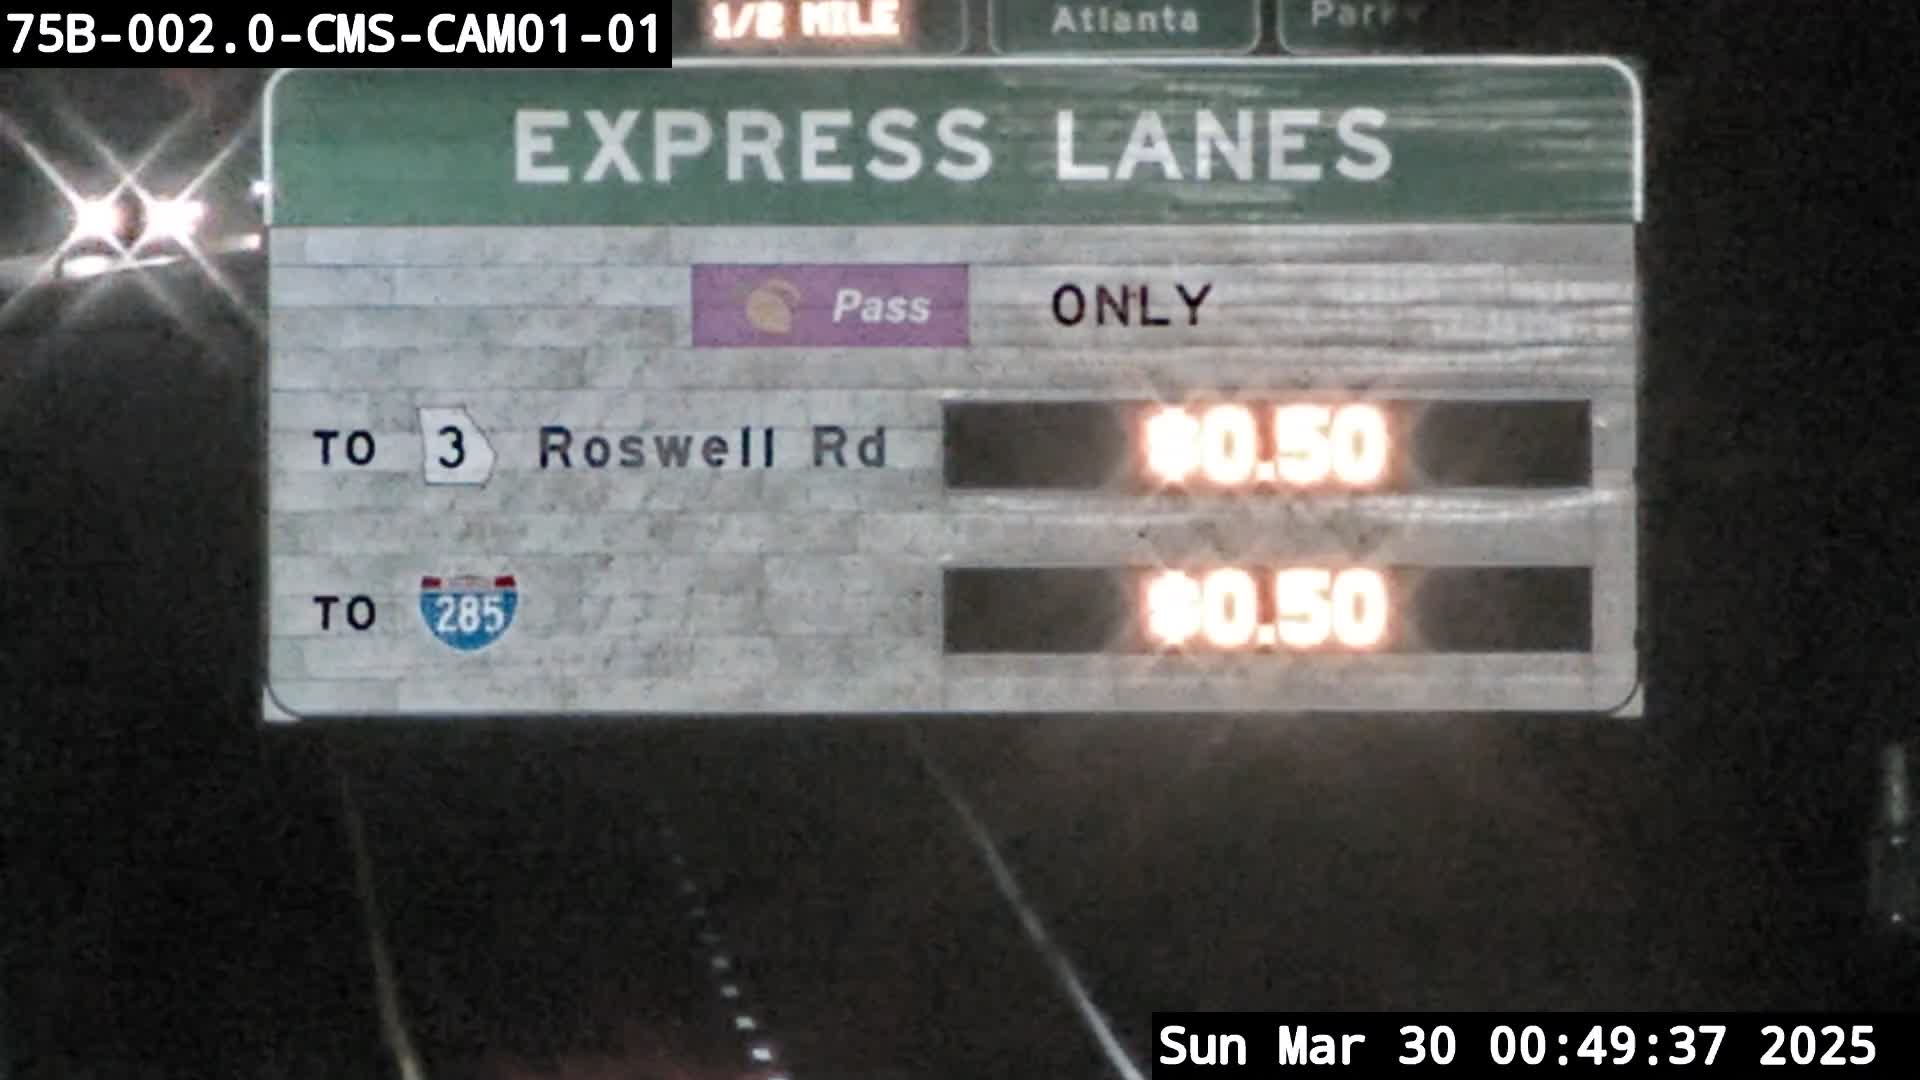 75B-002.0-CMS-CAM01-01
1/2 MILE
Atlanta
EXPRESS LANES
Pass ONLY
TO 3 Roswell Rd $0.50
TO 285 $0.50
Sun Mar 30 00:49:37 2025